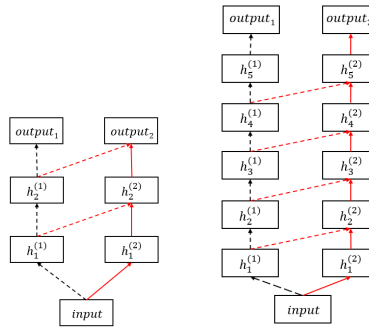 output₁ output₂
h₂⁽¹⁾ h₂⁽²⁾
h₁⁽¹⁾ h₁⁽²⁾
input
output₁ output₂
h₅⁽¹⁾ h₅⁽²⁾
h₄⁽¹⁾ h₄⁽²⁾
h₃⁽¹⁾ h₃⁽²⁾
h₂⁽¹⁾ h₂⁽²⁾
h₁⁽¹⁾ h₁⁽²⁾
input